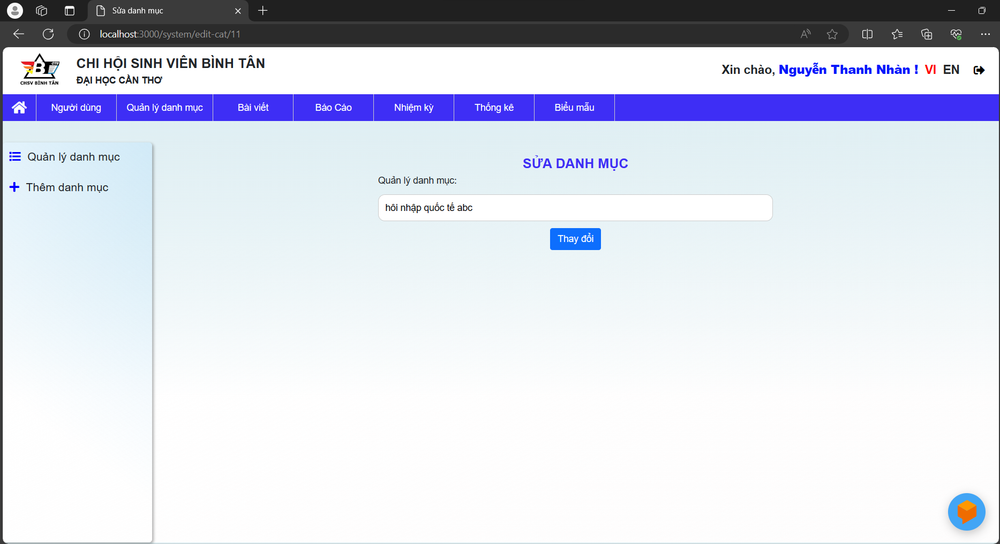 Sửa danh mục
localhost:3000/system/edit-cat/11
CTU
BT
CHSV BÌNH TÂN
CHI HỘI SINH VIÊN BÌNH TÂN
ĐẠI HỌC CẦN THƠ
Xin chào, Nguyễn Thanh Nhàn ! VI EN
Người dùng Quản lý danh mục Bài viết Báo Cáo Nhiệm kỳ Thống kê Biểu mẫu
Quản lý danh mục
Thêm danh mục
SỬA DANH MỤC
Quản lý danh mục:
hôi nhập quốc tế abc
Thay đổi